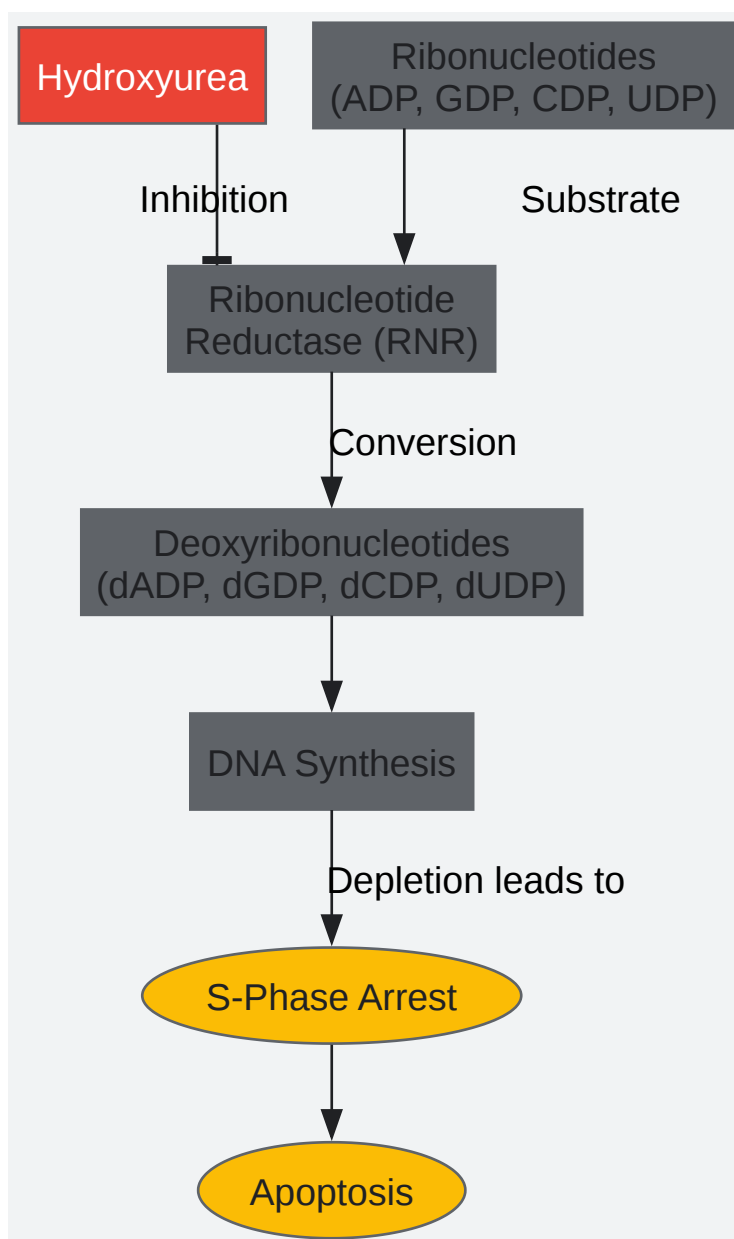 Hydroxyurea
Ribonucleotides
(ADP, GDP, CDP, UDP)
Inhibition
Substrate
Ribonucleotide
Reductase (RNR)
Conversion
Deoxyribonucleotides
(dADP, dGDP, dCDP, dUDP)
DNA Synthesis
Depletion leads to
S-Phase Arrest
Apoptosis